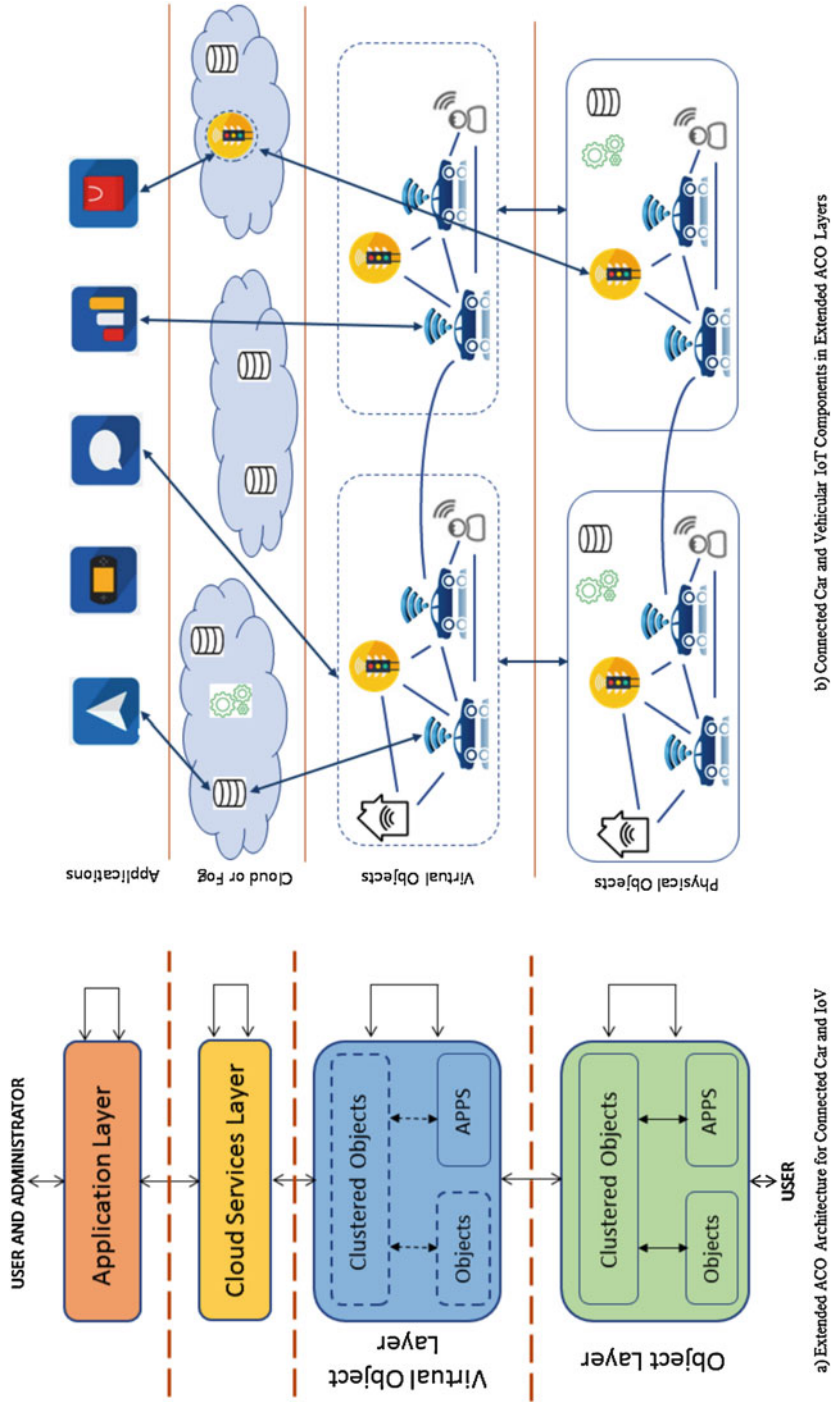 USER AND ADMINISTRATOR
Application Layer
Cloud Services Layer
Virtual Object
Layer
Clustered Objects
Objects
APPS
Object Layer
Clustered Objects
Objects
APPS
USER
a) Extended ACO Architecture for Connected Car and IoV
Applications
Cloud or Fog
Virtual Objects
Physical Objects
b) Connected Car and Vehicular IoT Components in Extended ACO Layers